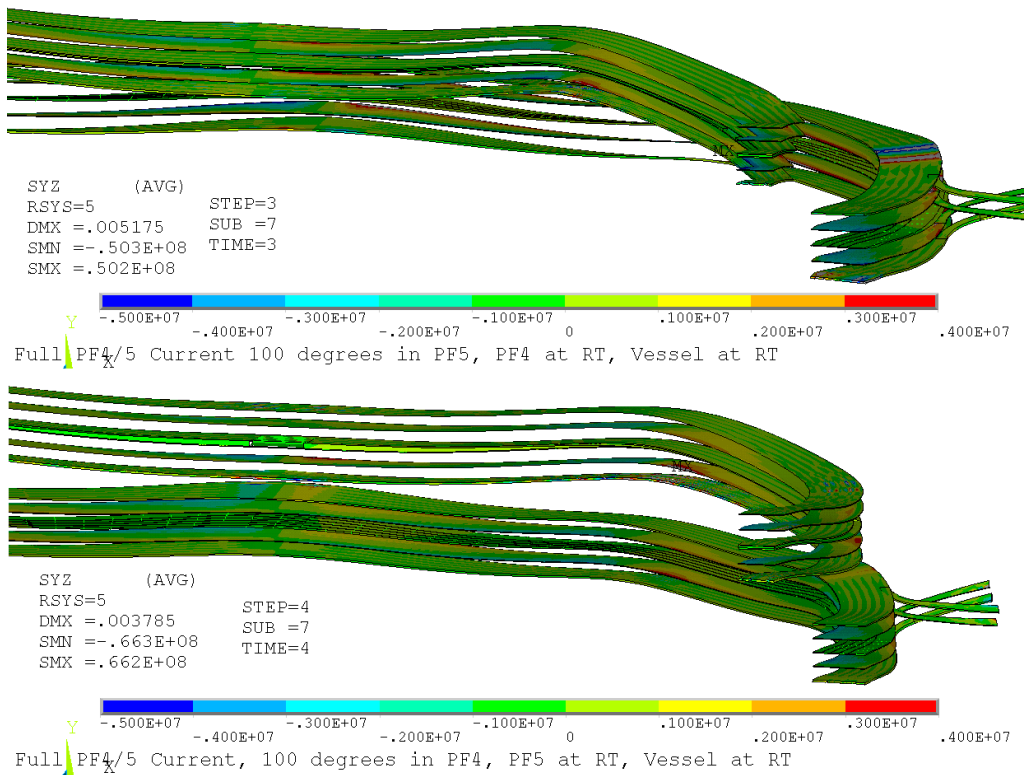 MX
SYZ (AVG)
RSYS=5
DMX =.005175
SMN =-.503E+08
SMX =.502E+08
STEP=3
SUB =7
TIME=3
-.500E+07 -.400E+07 -.300E+07 -.200E+07 -.100E+07 0 .100E+07 .200E+07 .300E+07 .400E+07
Y
X
Full PF4/5 Current 100 degrees in PF5, PF4 at RT, Vessel at RT
MX
SYZ (AVG)
RSYS=5
DMX =.003785
SMN =-.663E+08
SMX =.662E+08
STEP=4
SUB =7
TIME=4
-.500E+07 -.400E+07 -.300E+07 -.200E+07 -.100E+07 0 .100E+07 .200E+07 .300E+07 .400E+07
Y
X
Full PF4/5 Current, 100 degrees in PF4, PF5 at RT, Vessel at RT